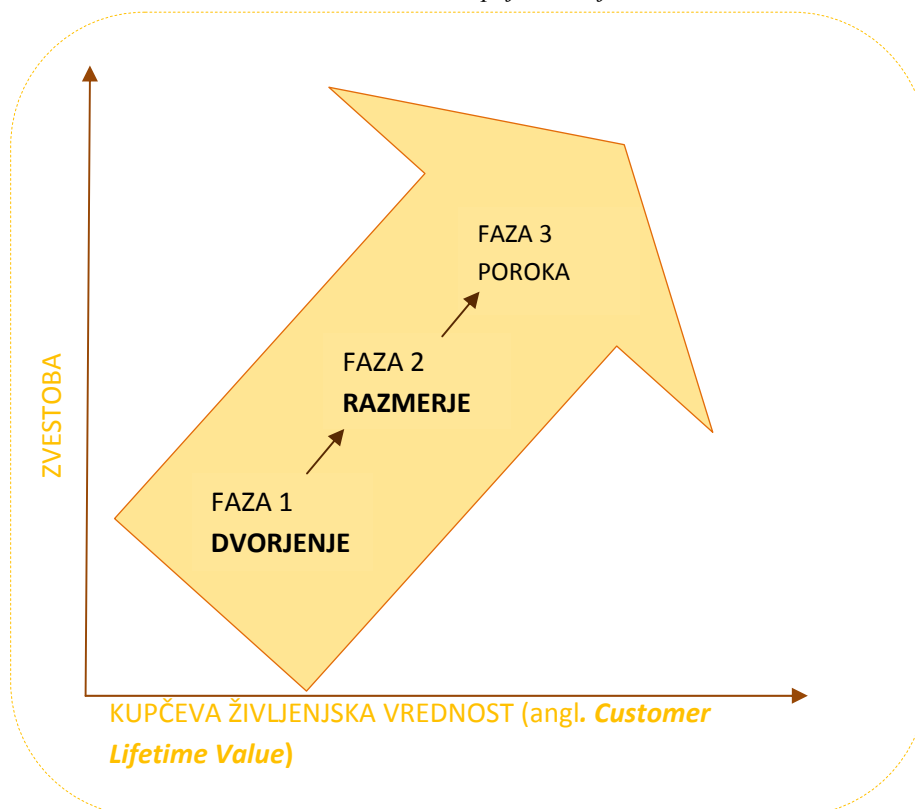 FAZA 3
POROKA
FAZA 2
RAZMERJE
FAZA 1
DVORJENJE
ZVESTOBA
KUPČEVA ŽIVLJENJSKA VREDNOST (angl. Customer
Lifetime Value)